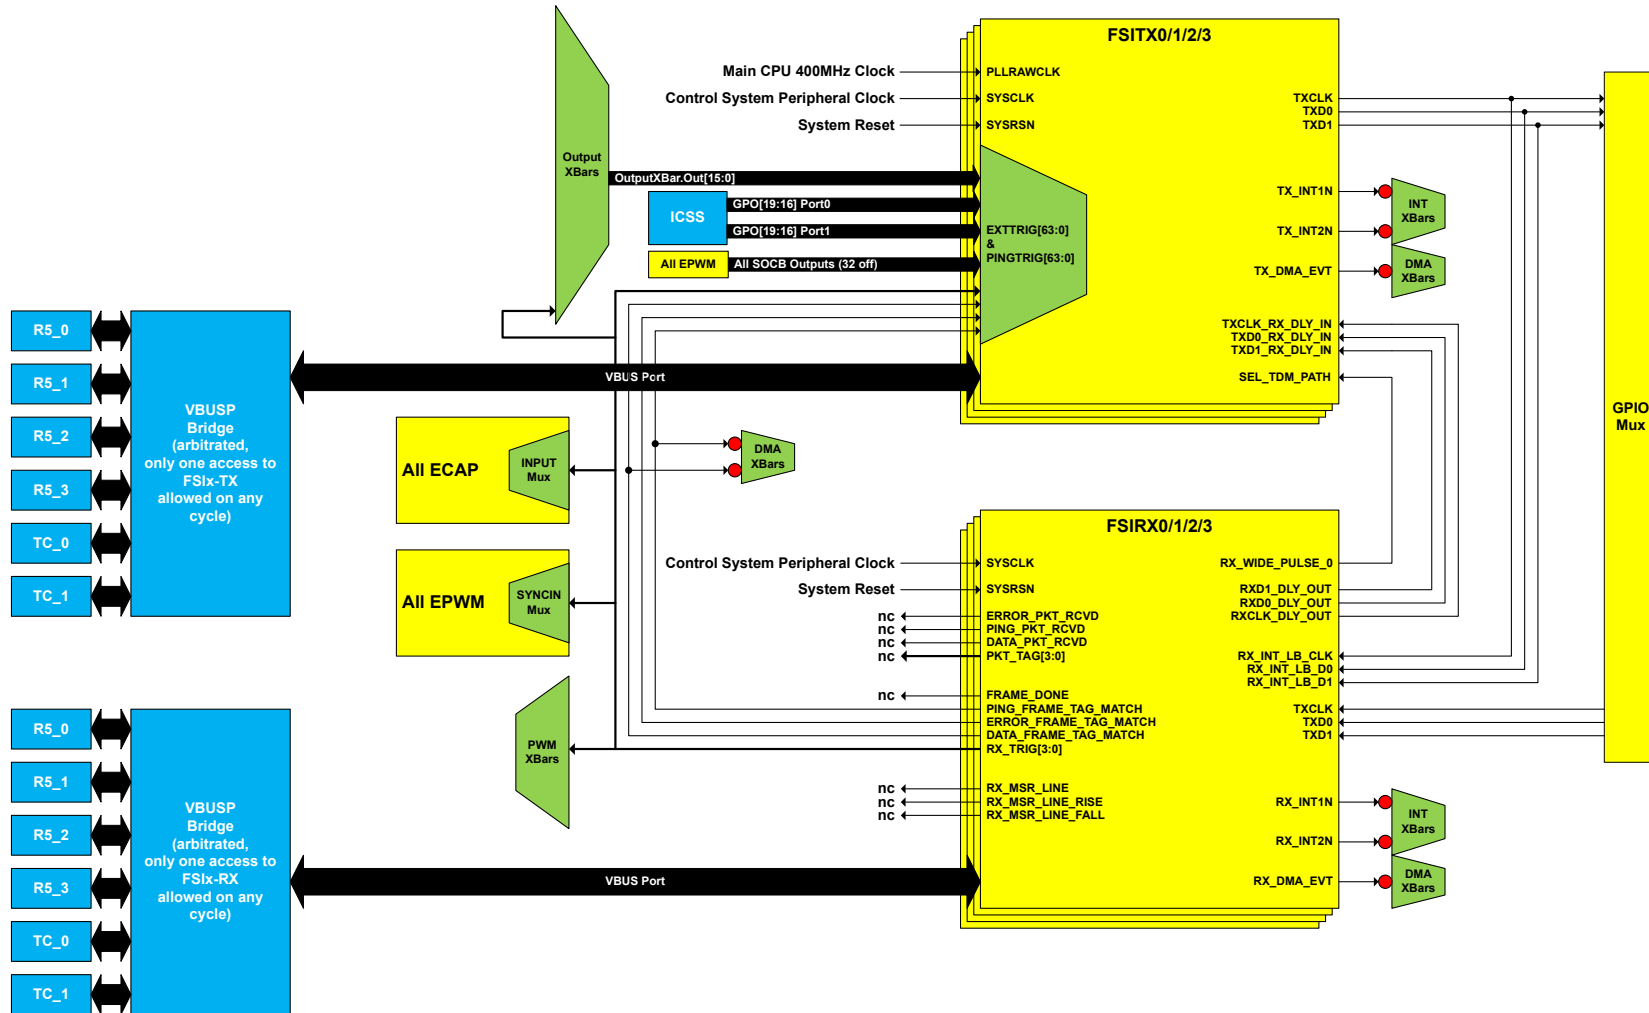 FSITX0/1/2/3
Main CPU 400MHz Clock
PLLRAWCLK
Control System Peripheral Clock
SYSCLK
TXCLK
TXD0
System Reset
SYSRSN
TXD1
Output
XBars
OutputXBar.Out[15:0]
ICSS
GPO[19:16] Port0
GPO[19:16] Port1
All EPWM
All SOCB Outputs (32 off)
EXTTRIG[63:0]
&
PINGTRIG[63:0]
TX_INT1N
TX_INT2N
INT
XBars
TX_DMA_EVT
DMA
XBars
TXCLK_RX_DLY_IN
TXD0_RX_DLY_IN
TXD1_RX_DLY_IN
SEL_TDM_PATH
GPIO
Mux
R5_0
R5_1
R5_2
R5_3
TC_0
TC_1
VBUSP
Bridge
(arbitrated,
only one access to
FSIx-TX
allowed on any
cycle)
VBUS Port
All ECAP
INPUT
Mux
DMA
XBars
All EPWM
SYNCIN
Mux
PWM
XBars
FSIRX0/1/2/3
Control System Peripheral Clock
SYSCLK
System Reset
SYSRSN
nc
ERROR_PKT_RCVD
nc
PING_PKT_RCVD
nc
DATA_PKT_RCVD
nc
PKT_TAG[3:0]
nc
FRAME_DONE
PING_FRAME_TAG_MATCH
ERROR_FRAME_TAG_MATCH
DATA_FRAME_TAG_MATCH
RX_TRIG[3:0]
nc
RX_MSR_LINE
nc
RX_MSR_LINE_RISE
nc
RX_MSR_LINE_FALL
RX_WIDE_PULSE_0
RXD1_DLY_OUT
RXD0_DLY_OUT
RXCLK_DLY_OUT
RX_INT_LB_CLK
RX_INT_LB_D0
RX_INT_LB_D1
TXCLK
TXD0
TXD1
RX_INT1N
RX_INT2N
INT
XBars
RX_DMA_EVT
DMA
XBars
R5_0
R5_1
R5_2
R5_3
TC_0
TC_1
VBUSP
Bridge
(arbitrated,
only one access to
FSIx-RX
allowed on any
cycle)
VBUS Port